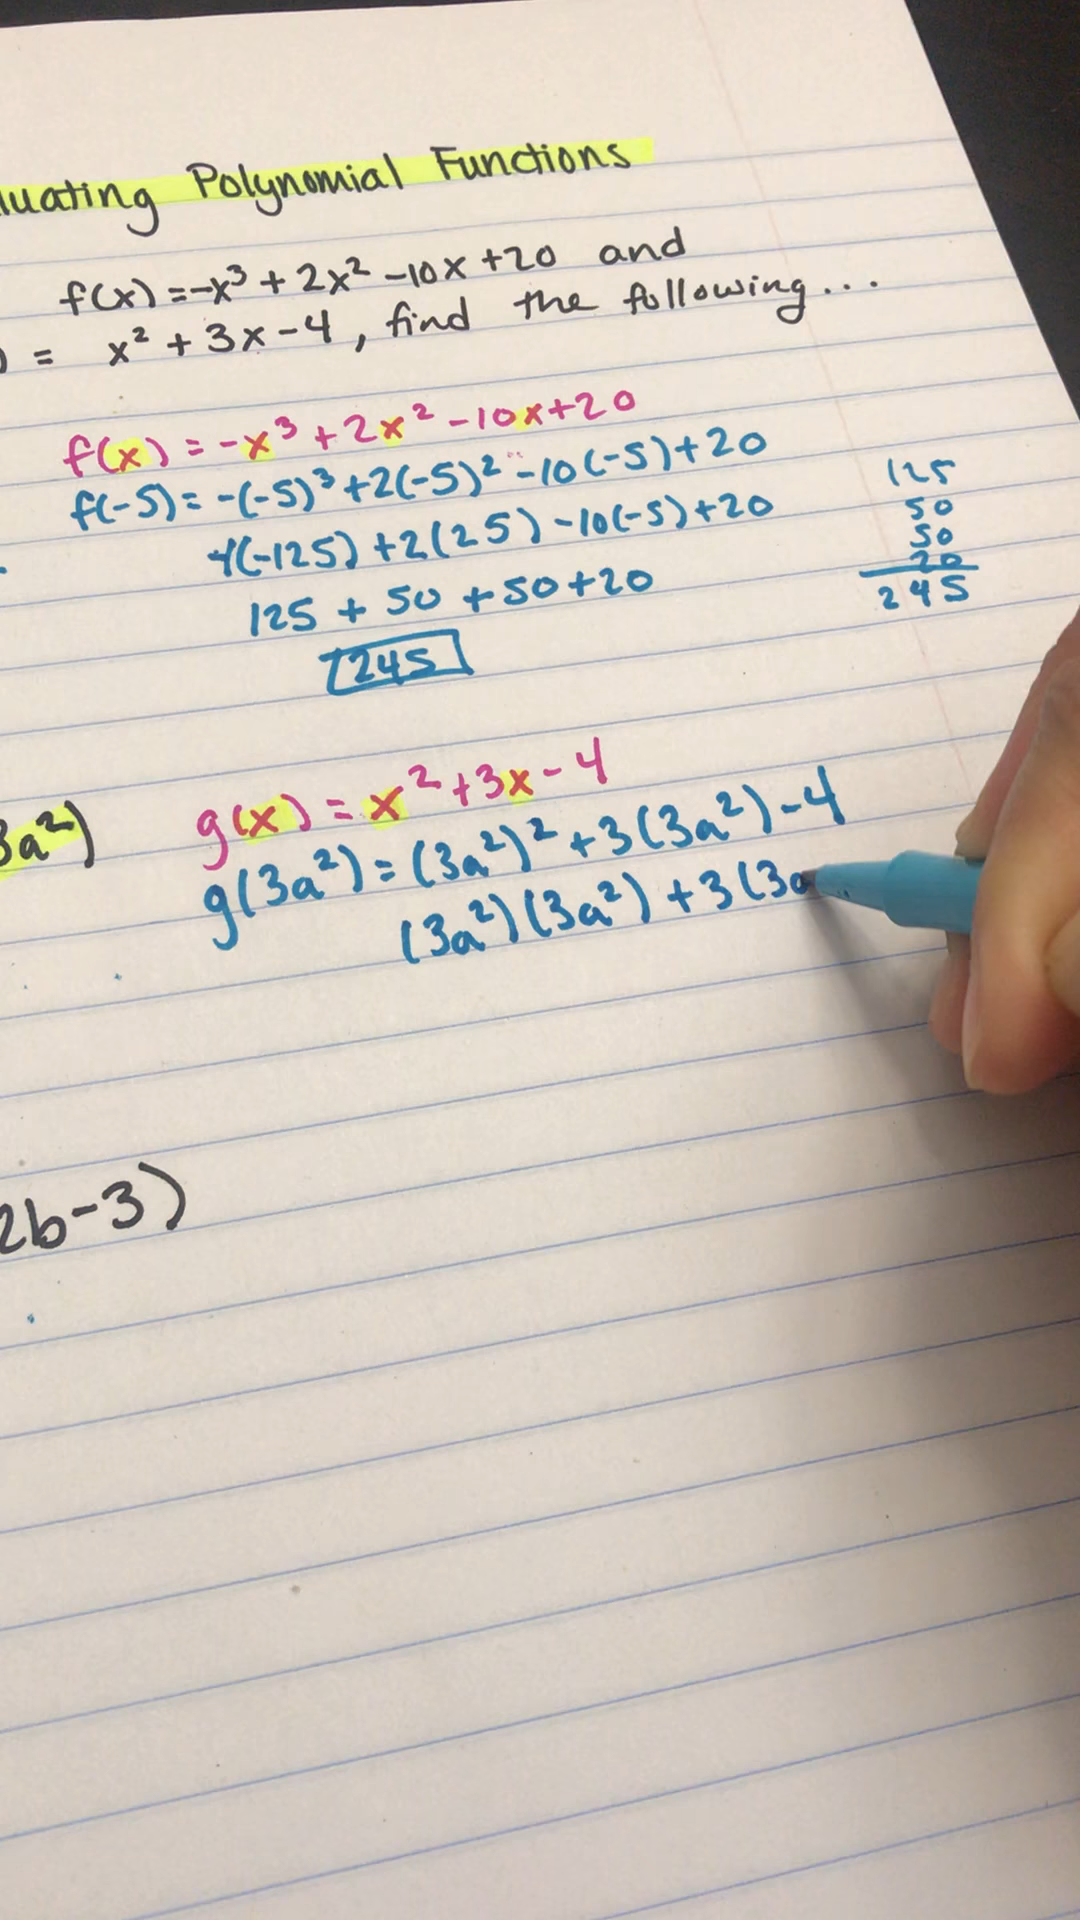 luating Polynomial Functions
f(x) = -x³ + 2x² - 10x + 20 and
) = x² + 3x - 4, find the following...
f(x) = -x³ + 2x² - 10x + 20
f(-5) = -(-5)³ + 2(-5)² - 10(-5) + 20
-1(-125) + 2(25) - 10(-5) + 20
125 + 50 + 50 + 20
245
125
50
50
20
245
3a²)
g(x) = x² + 3x - 4
g(3a²) = (3a²)² + 3(3a²) - 4
(3a²)(3a²) + 3(3a
2b-3)